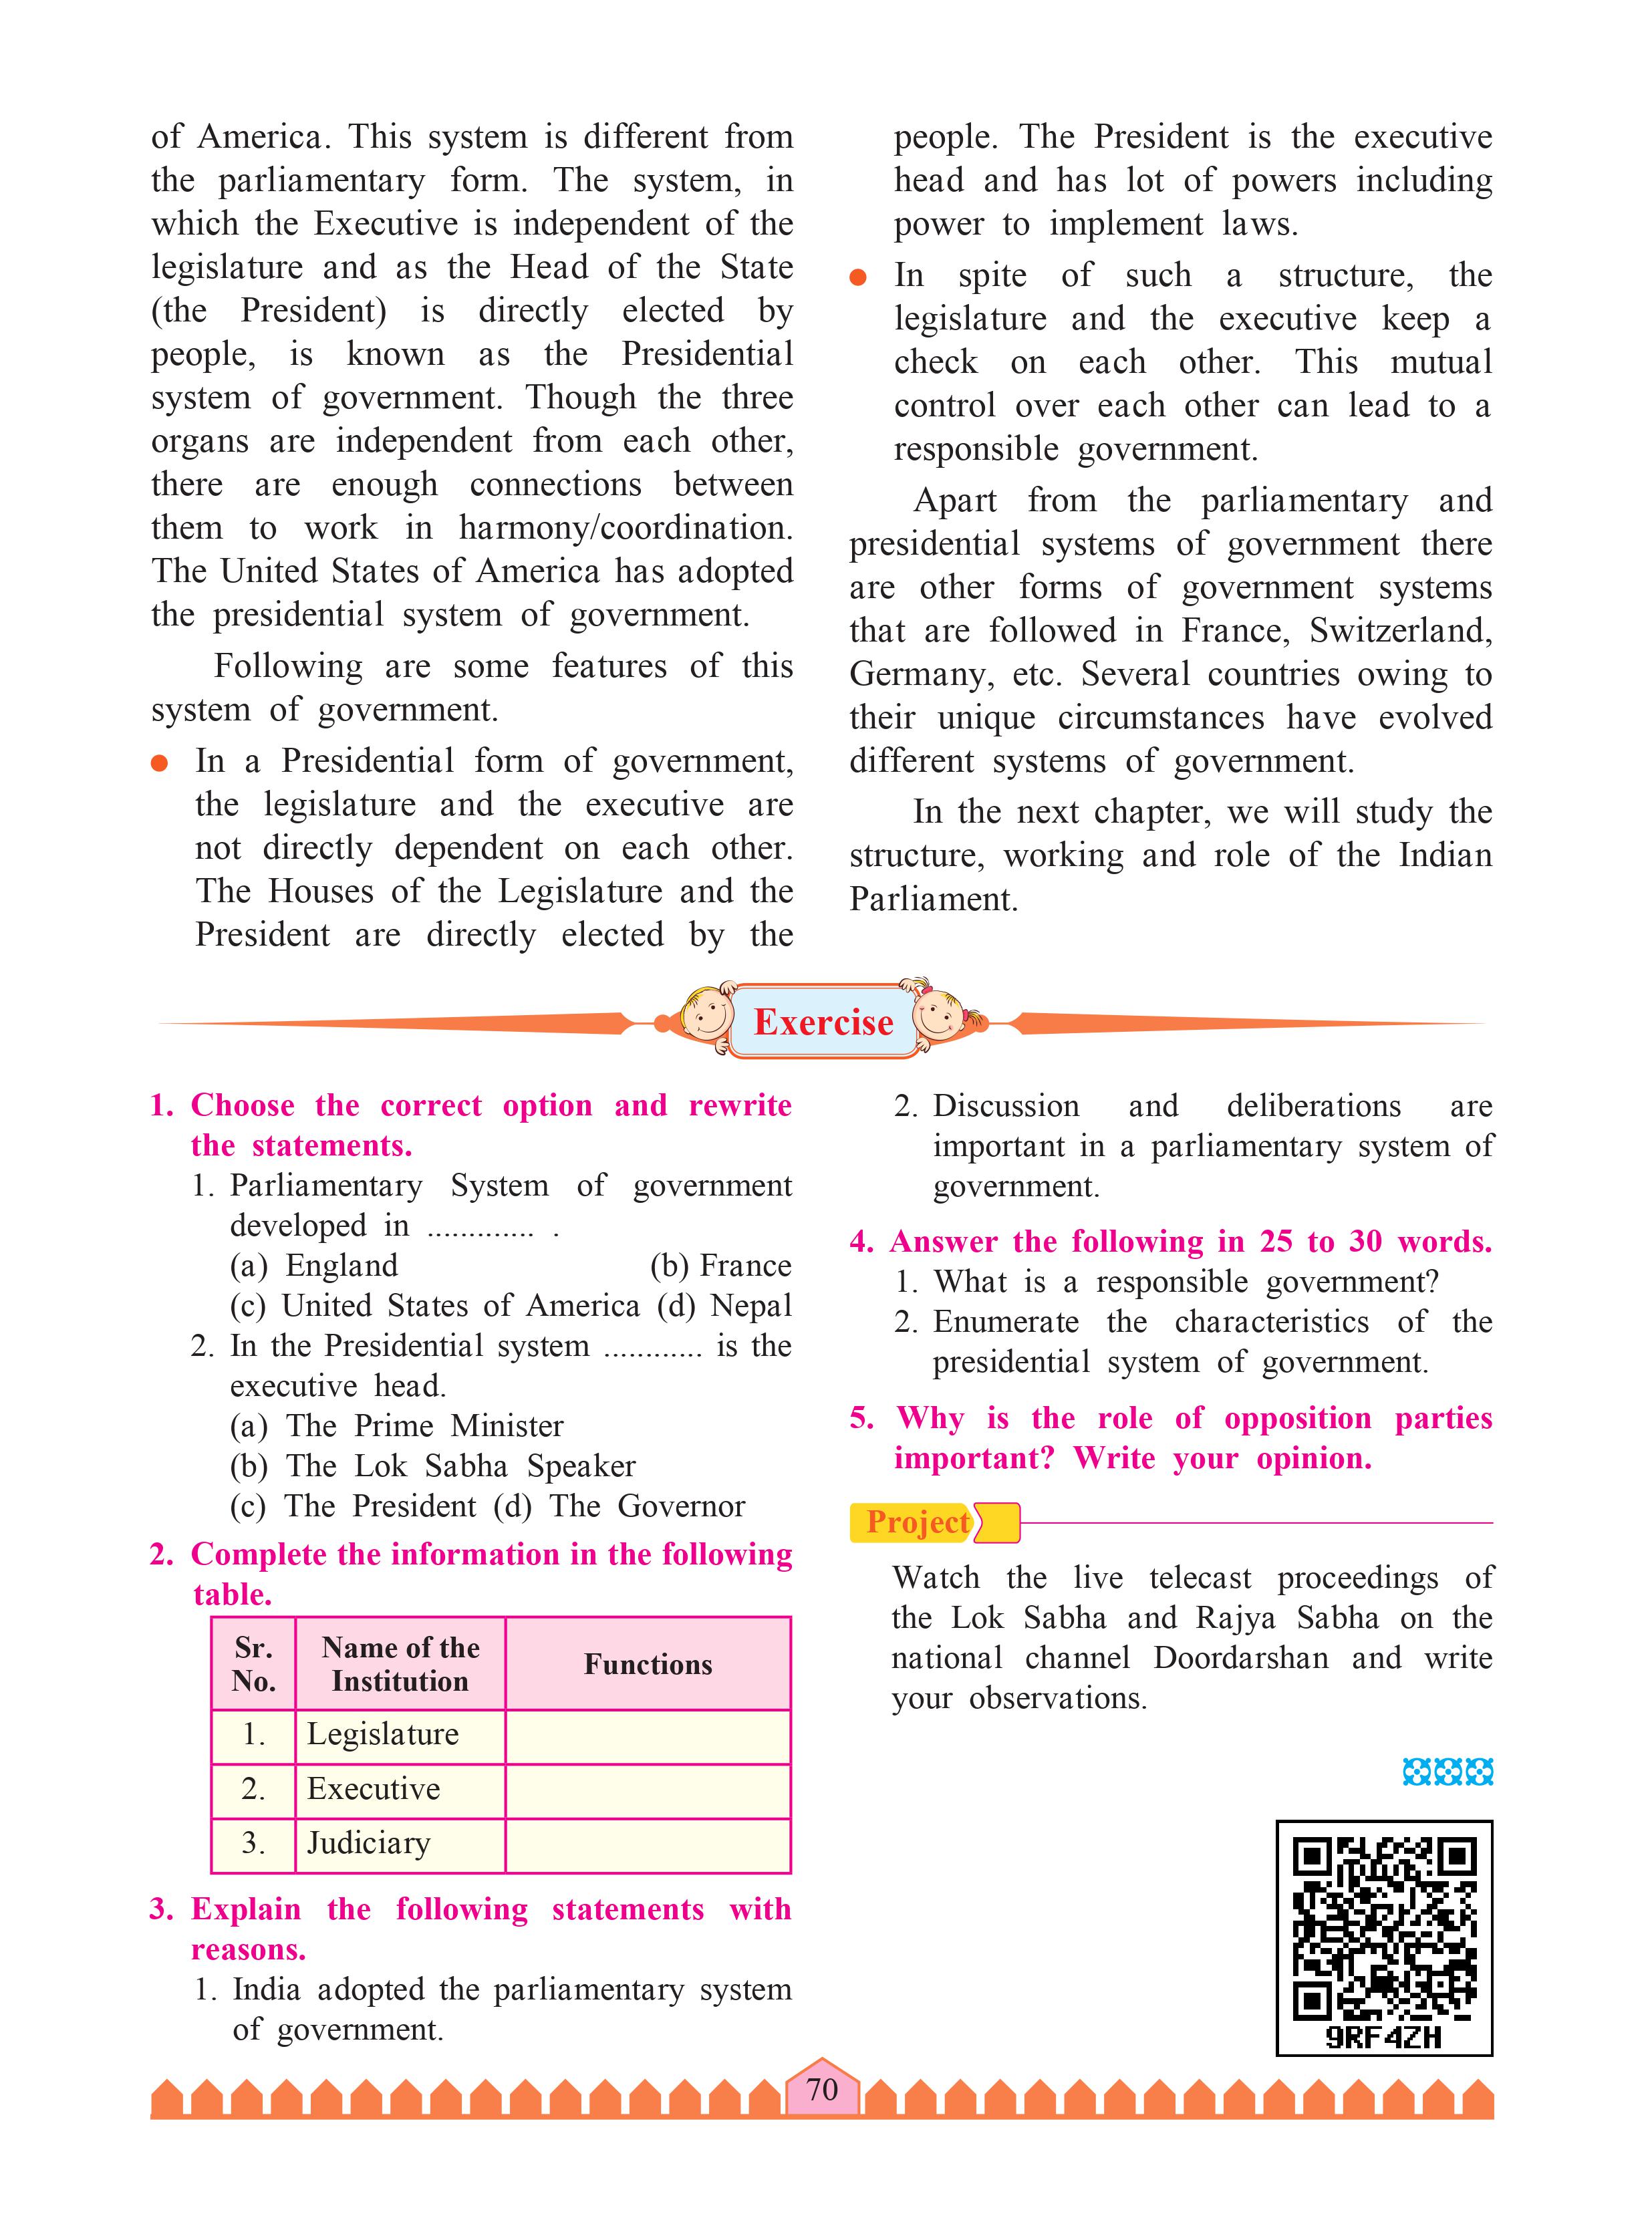 of America. This system is different from
the parliamentary form. The system, in
which the Executive is independent of the
legislature and as the Head of the State
(the President) is directly elected by
people, is known as the Presidential
system of government. Though the three
organs are independent from each other,
there are enough connections between
them to work in harmony/coordination.
The United States of America has adopted
the presidential system of government.
Following are some features of this
system of government.
● In a Presidential form of government,
the legislature and the executive are
not directly dependent on each other.
The Houses of the Legislature and the
President are directly elected by the
people. The President is the executive
head and has lot of powers including
power to implement laws.
● In spite of such a structure, the
legislature and the executive keep a
check on each other. This mutual
control over each other can lead to a
responsible government.
Apart from the parliamentary and
presidential systems of government there
are other forms of government systems
that are followed in France, Switzerland,
Germany, etc. Several countries owing to
their unique circumstances have evolved
different systems of government.
In the next chapter, we will study the
structure, working and role of the Indian
Parliament.
Exercise
1. Choose the correct option and rewrite
the statements.
1. Parliamentary System of government
developed in ............. .
(a) England (b) France
(c) United States of America (d) Nepal
2. In the Presidential system ............ is the
executive head.
(a) The Prime Minister
(b) The Lok Sabha Speaker
(c) The President (d) The Governor
2. Complete the information in the following
table.
Sr. No. Name of the Institution Functions
1. Legislature
2. Executive
3. Judiciary
3. Explain the following statements with
reasons.
1. India adopted the parliamentary system
of government.
2. Discussion and deliberations are
important in a parliamentary system of
government.
4. Answer the following in 25 to 30 words.
1. What is a responsible government?
2. Enumerate the characteristics of the
presidential system of government.
5. Why is the role of opposition parties
important? Write your opinion.
Project
Watch the live telecast proceedings of
the Lok Sabha and Rajya Sabha on the
national channel Doordarshan and write
your observations.
9RF4ZH
70